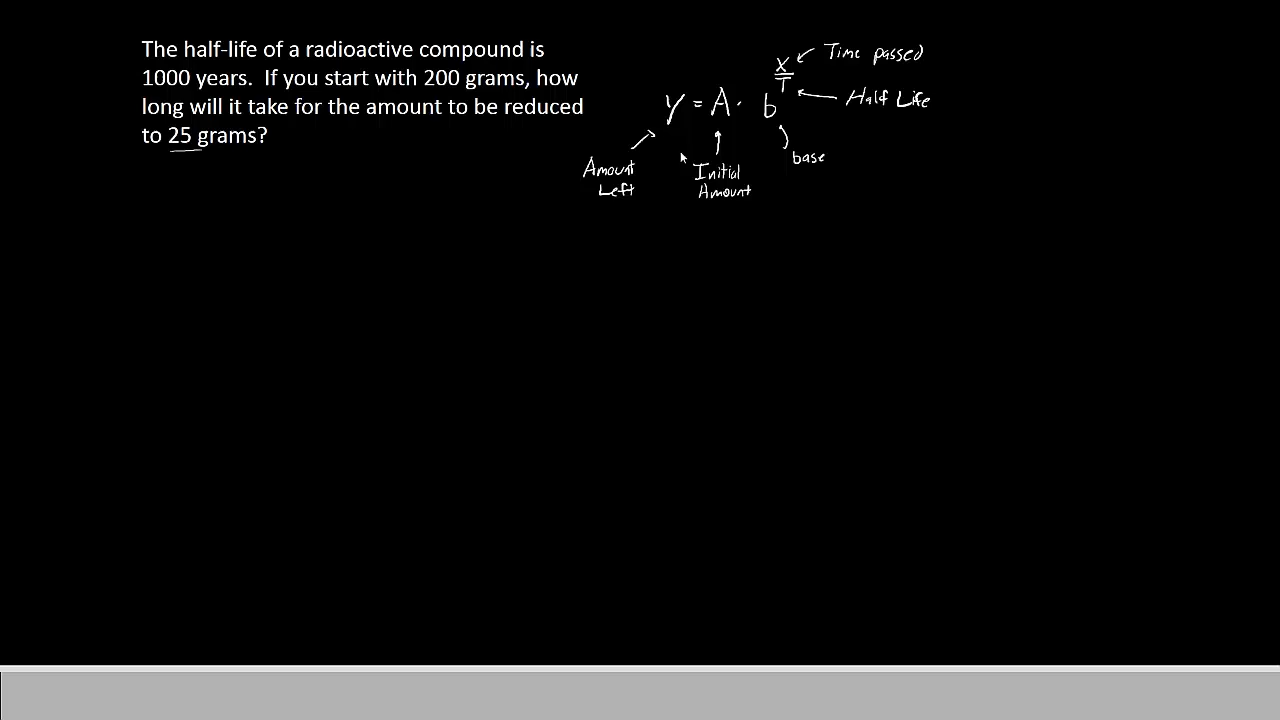 The half-life of a radioactive compound is
1000 years. If you start with 200 grams, how
long will it take for the amount to be reduced
to 25 grams?
y = A · b^(x/T)
Time passed
Half Life
base
Initial
Amount
Amount
Left